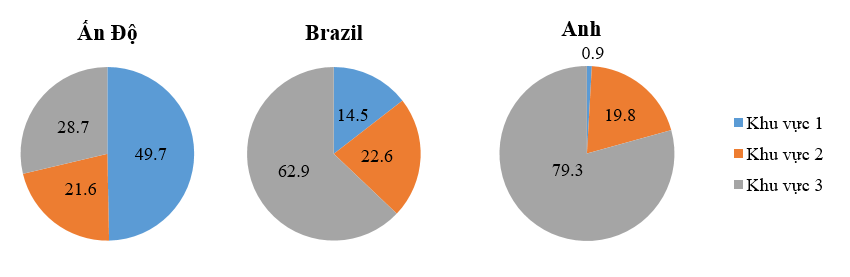 Ấn Độ
28.7
49.7
21.6
Brazil
14.5
22.6
62.9
Anh
0.9
19.8
79.3
Khu vực 1
Khu vực 2
Khu vực 3